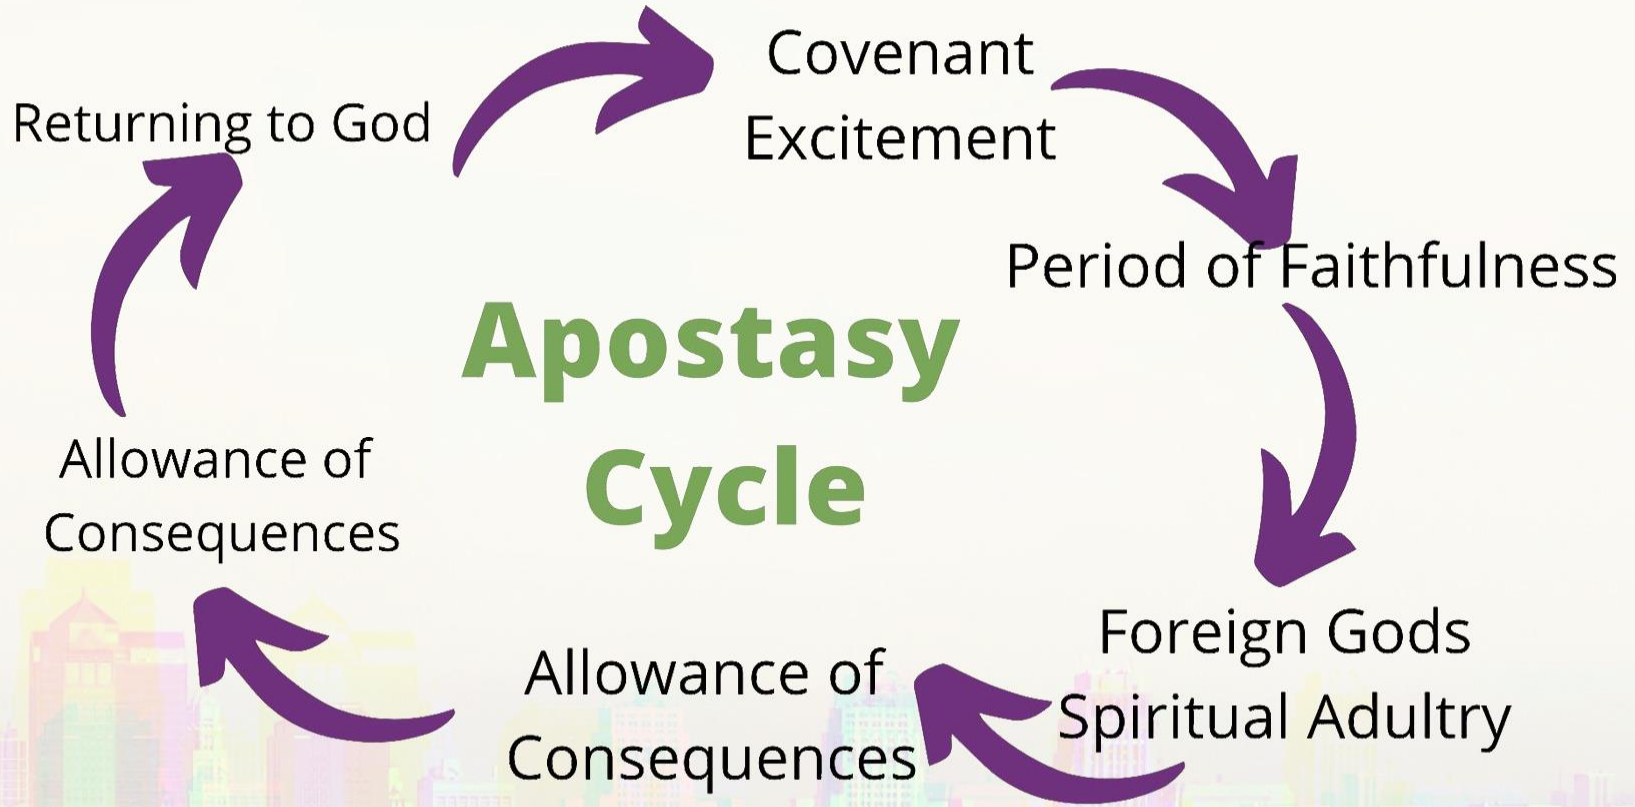 Returning to God
Covenant
Excitement
Period of Faithfulness
Apostasy
Cycle
Allowance of
Consequences
Foreign Gods
Spiritual Adultry
Allowance of
Consequences